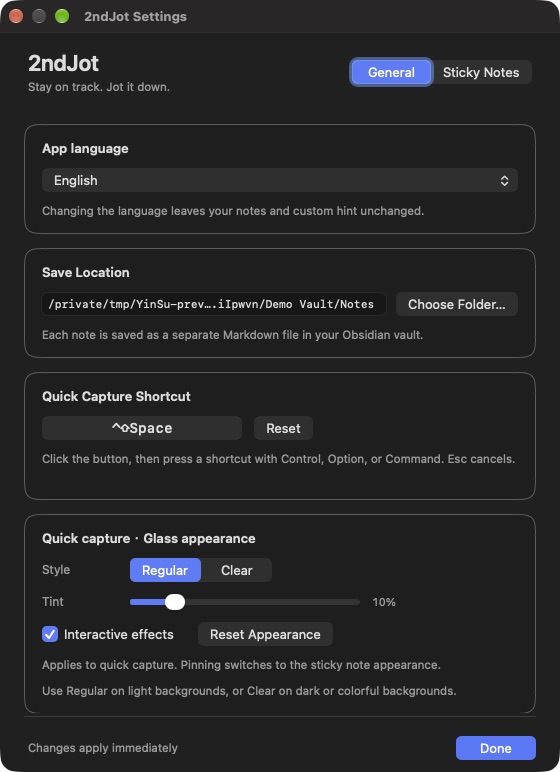 2ndJot Settings
2ndJot
Stay on track. Jot it down.
General
Sticky Notes
App language
English
Changing the language leaves your notes and custom hint unchanged.
Save Location
/private/tmp/YinSu-prev….iIpwvn/Demo Vault/Notes
Choose Folder…
Each note is saved as a separate Markdown file in your Obsidian vault.
Quick Capture Shortcut
^⇧Space
Reset
Click the button, then press a shortcut with Control, Option, or Command. Esc cancels.
Quick capture · Glass appearance
Style
Regular
Clear
Tint
10%
Interactive effects
Reset Appearance
Applies to quick capture. Pinning switches to the sticky note appearance.
Use Regular on light backgrounds, or Clear on dark or colorful backgrounds.
Changes apply immediately
Done